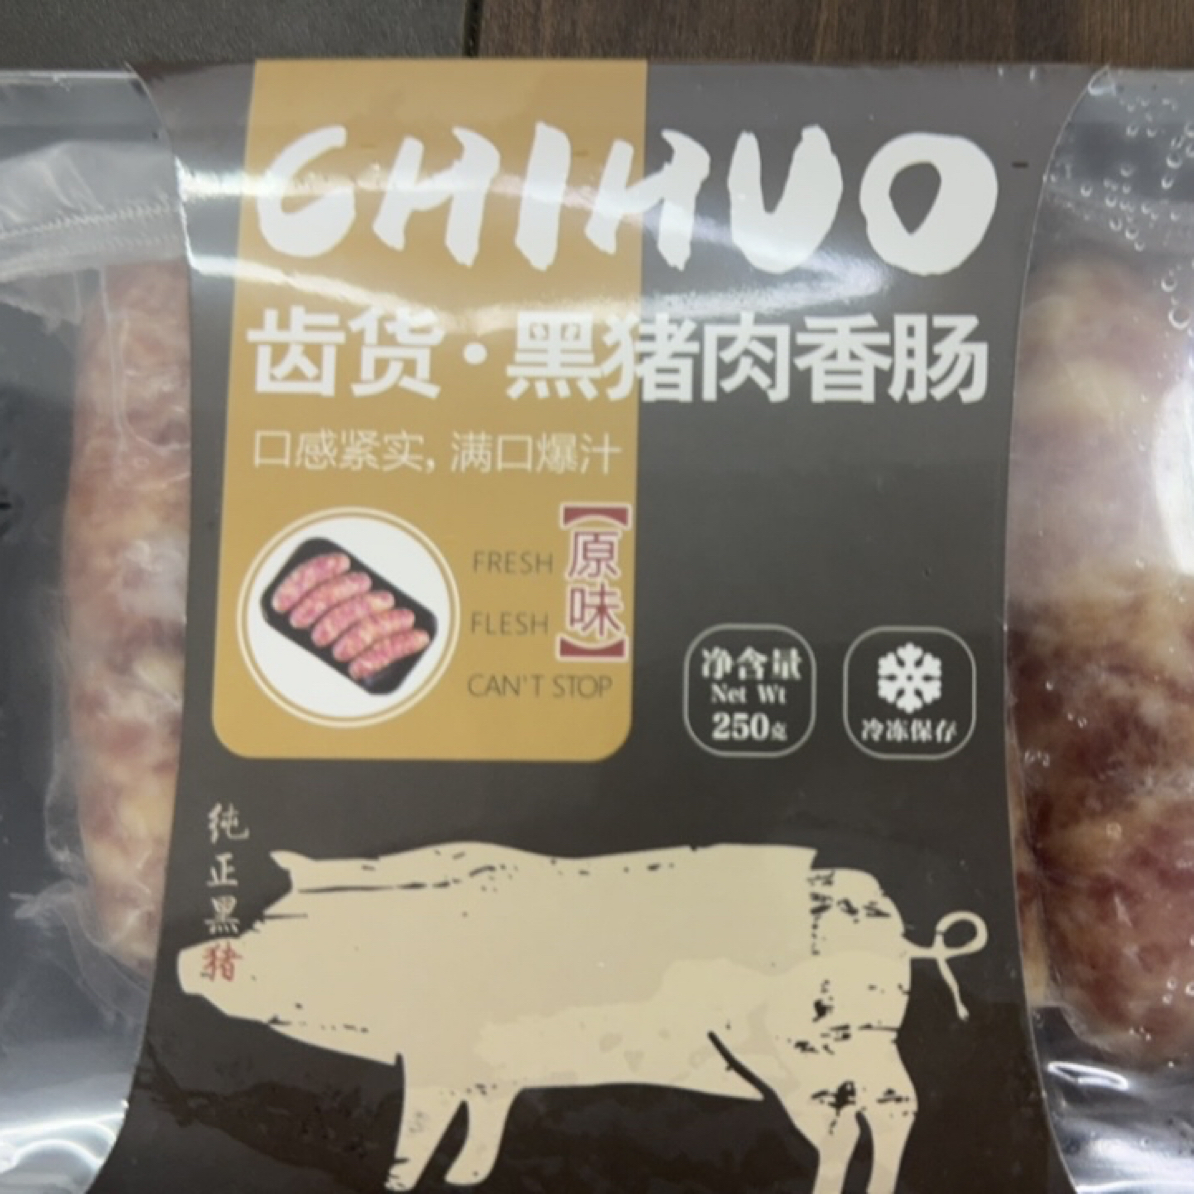 CHIHUO
齿货·黑猪肉香肠
口感紧实，满口爆汁
【原味】
FRESH
FLESH
CAN'T STOP
净含量
Net Wt
250克
冷冻保存
纯正黑猪